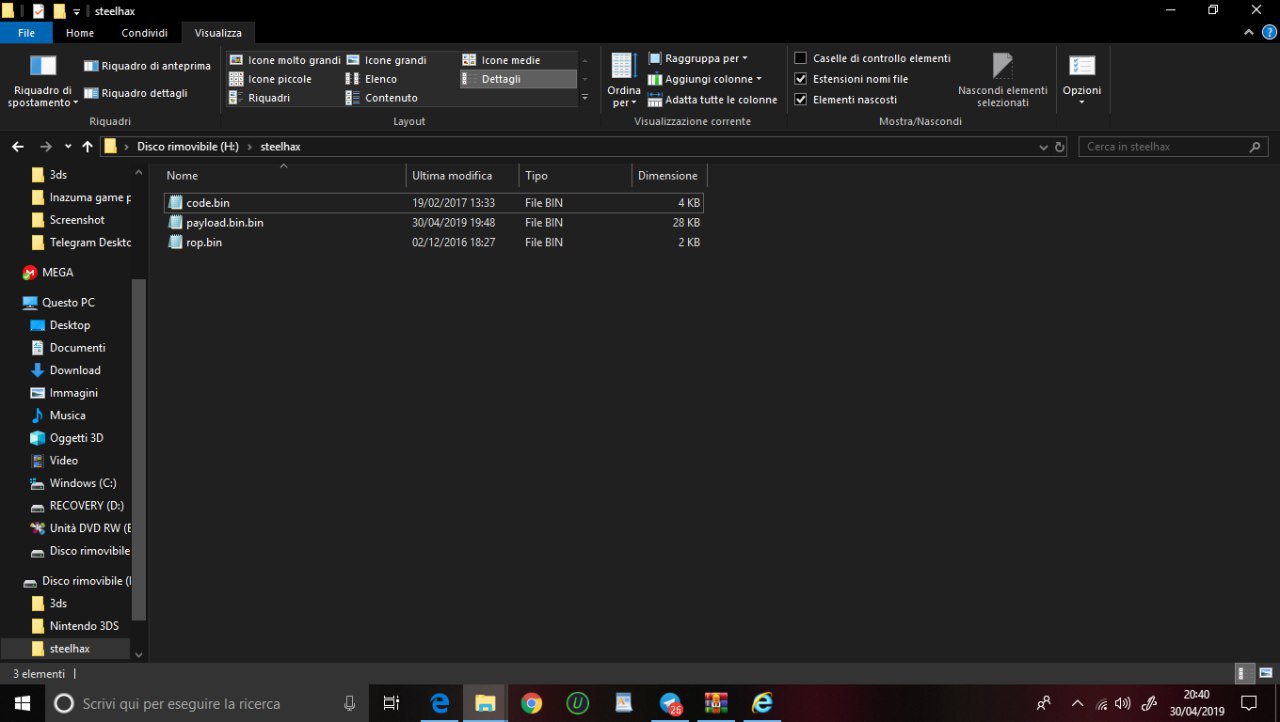 steelhax
File Home Condividi Visualizza
Riquadro di spostamento
Riquadro di anteprima
Riquadro dettagli
Riquadri
Icone molto grandi Icone grandi Icone medie
Icone piccole Elenco Dettagli
Riquadri Contenuto
Layout
Ordina per
Raggruppa per
Aggiungi colonne
Adatta tutte le colonne
Visualizzazione corrente
Caselle di controllo elementi
Estensioni nomi file
Elementi nascosti
Nascondi elementi selezionati
Mostra/Nascondi
Opzioni
Disco rimovibile (H:) steelhax
Cerca in steelhax
3ds
Inazuma game p
Screenshot
Telegram Deskto
MEGA
Questo PC
Desktop
Documenti
Download
Immagini
Musica
Oggetti 3D
Video
Windows (C:)
RECOVERY (D:)
Unità DVD RW (E
Disco rimovibile
Disco rimovibile (
3ds
Nintendo 3DS
steelhax
Nome Ultima modifica Tipo Dimensione
code.bin 19/02/2017 13:33 File BIN 4 KB
payload.bin.bin 30/04/2019 19:48 File BIN 28 KB
rop.bin 02/12/2016 18:27 File BIN 2 KB
3 elementi
Scrivi qui per eseguire la ricerca
26
20:40
30/04/2019